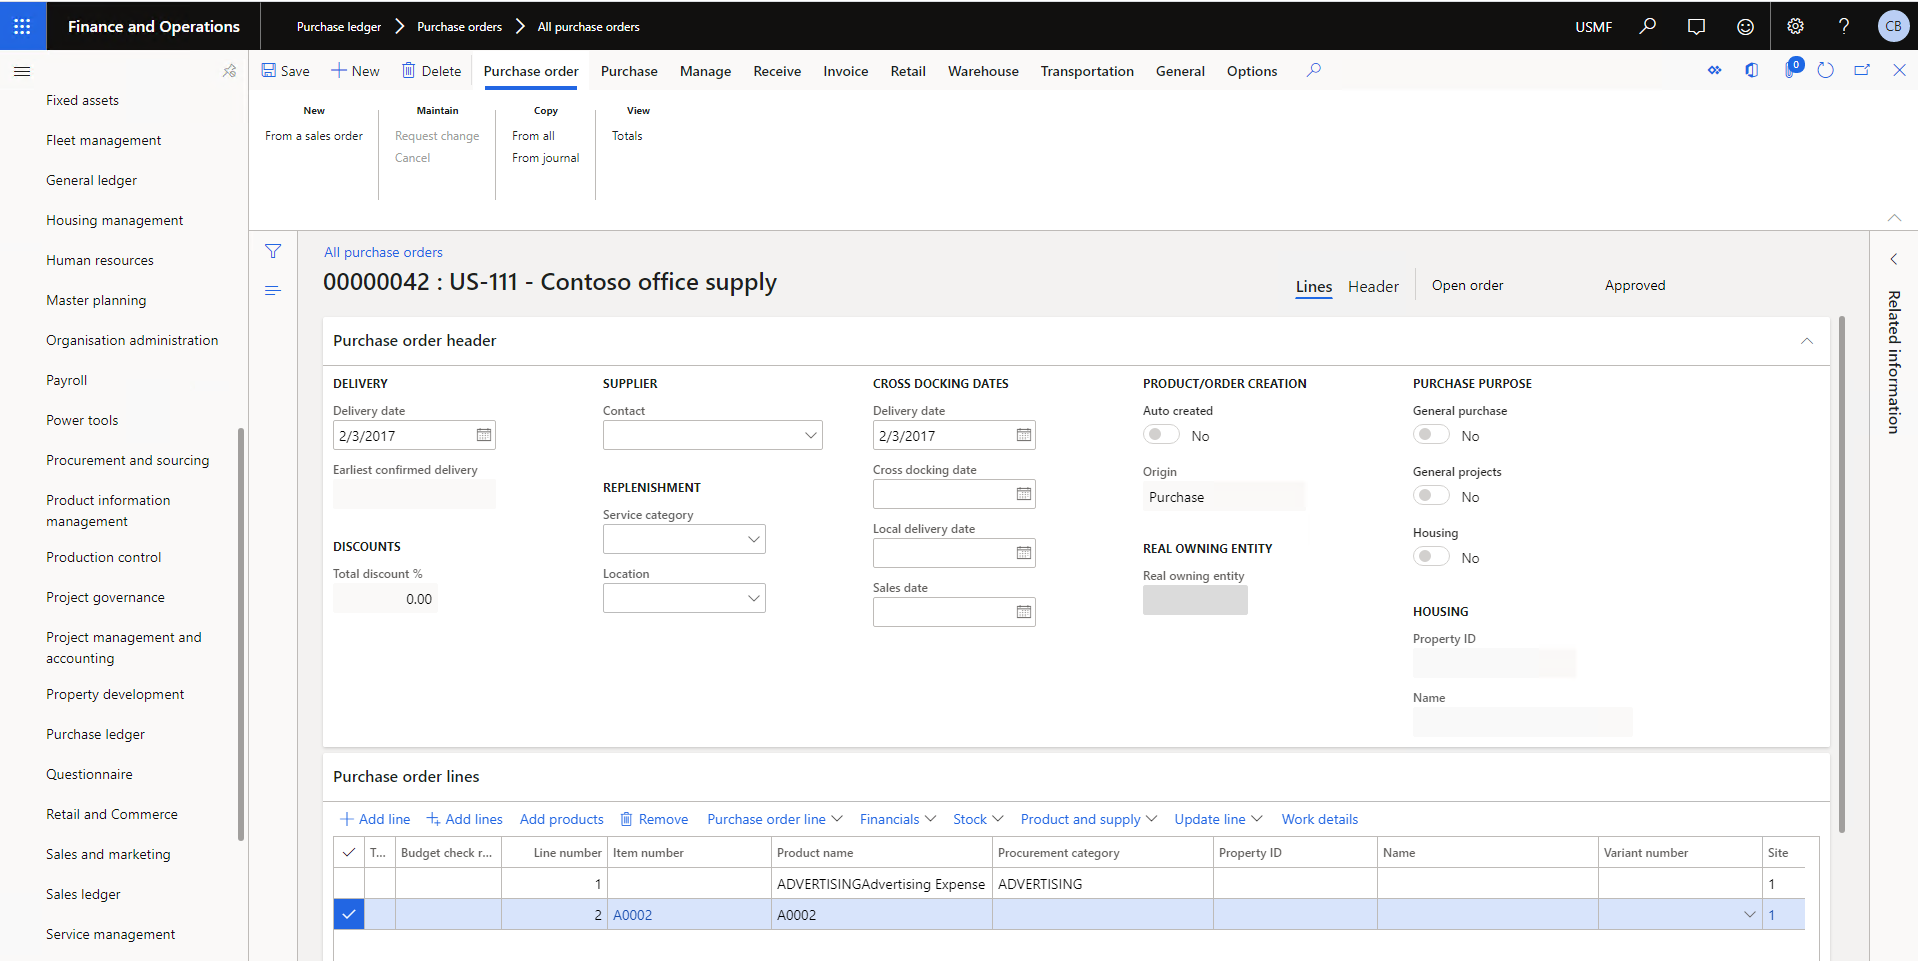 Finance and Operations
Purchase ledger
Purchase orders
All purchase orders
USMF
?
CB
Save
New
Delete
Purchase order
Purchase
Manage
Receive
Invoice
Retail
Warehouse
Transportation
General
Options
0
New
From a sales order
Maintain
Request change
Cancel
Copy
From all
From journal
View
Totals
Fixed assets
Fleet management
General ledger
Housing management
Human resources
Master planning
Organisation administration
Payroll
Power tools
Procurement and sourcing
Product information
management
Production control
Project governance
Project management and
accounting
Property development
Purchase ledger
Questionnaire
Retail and Commerce
Sales and marketing
Sales ledger
Service management
All purchase orders
00000042 : US-111 - Contoso office supply
Lines
Header
Open order
Approved
Related information
Purchase order header
DELIVERY
Delivery date
2/3/2017
Earliest confirmed delivery
DISCOUNTS
Total discount %
0.00
SUPPLIER
Contact
REPLENISHMENT
Service category
Location
CROSS DOCKING DATES
Delivery date
2/3/2017
Cross docking date
Local delivery date
Sales date
PRODUCT/ORDER CREATION
Auto created
No
Origin
Purchase
REAL OWNING ENTITY
Real owning entity
PURCHASE PURPOSE
General purchase
No
General projects
No
Housing
No
HOUSING
Property ID
Name
Purchase order lines
Add line
Add lines
Add products
Remove
Purchase order line
Financials
Stock
Product and supply
Update line
Work details
T... Budget check r... Line number Item number Product name Procurement category Property ID Name Variant number Site
1 ADVERTISINGAdvertising Expense ADVERTISING 1
2 A0002 A0002 1